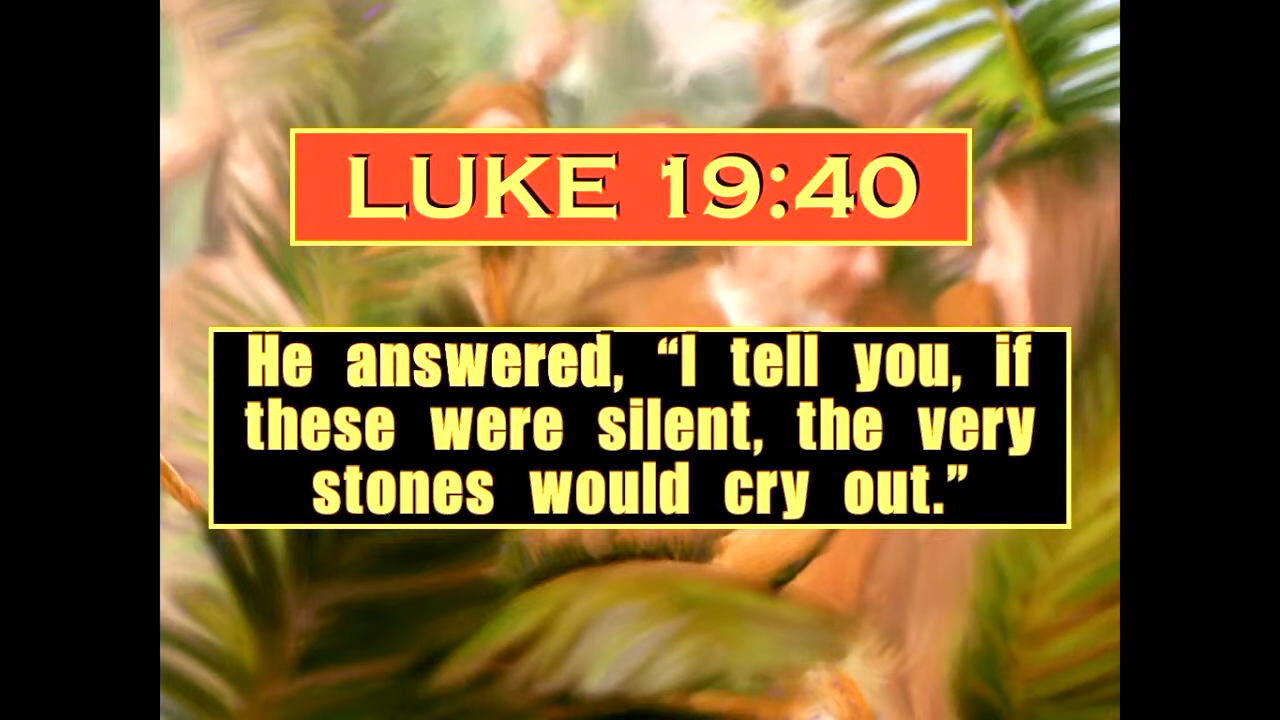 LUKE 19:40
He answered, “I tell you, if
these were silent, the very
stones would cry out.”